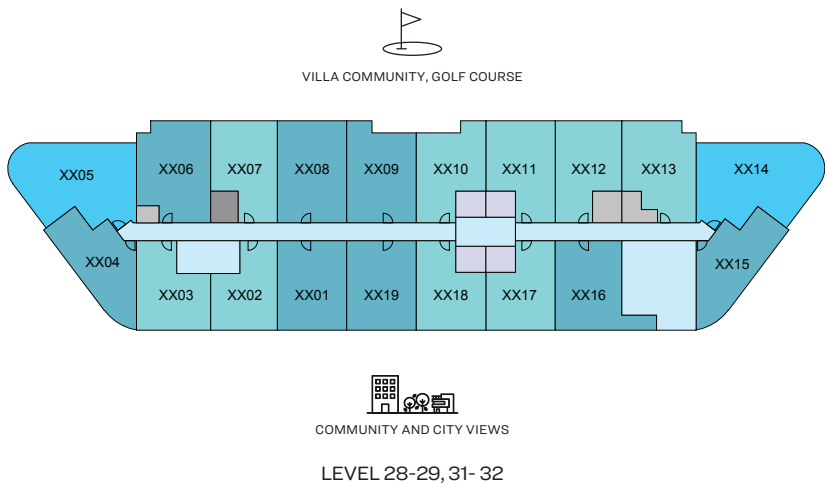 VILLA COMMUNITY, GOLF COURSE
XX05
XX06
XX07
XX08
XX09
XX10
XX11
XX12
XX13
XX14
XX04
XX03
XX02
XX01
XX19
XX18
XX17
XX16
XX15
COMMUNITY AND CITY VIEWS
LEVEL 28-29, 31- 32